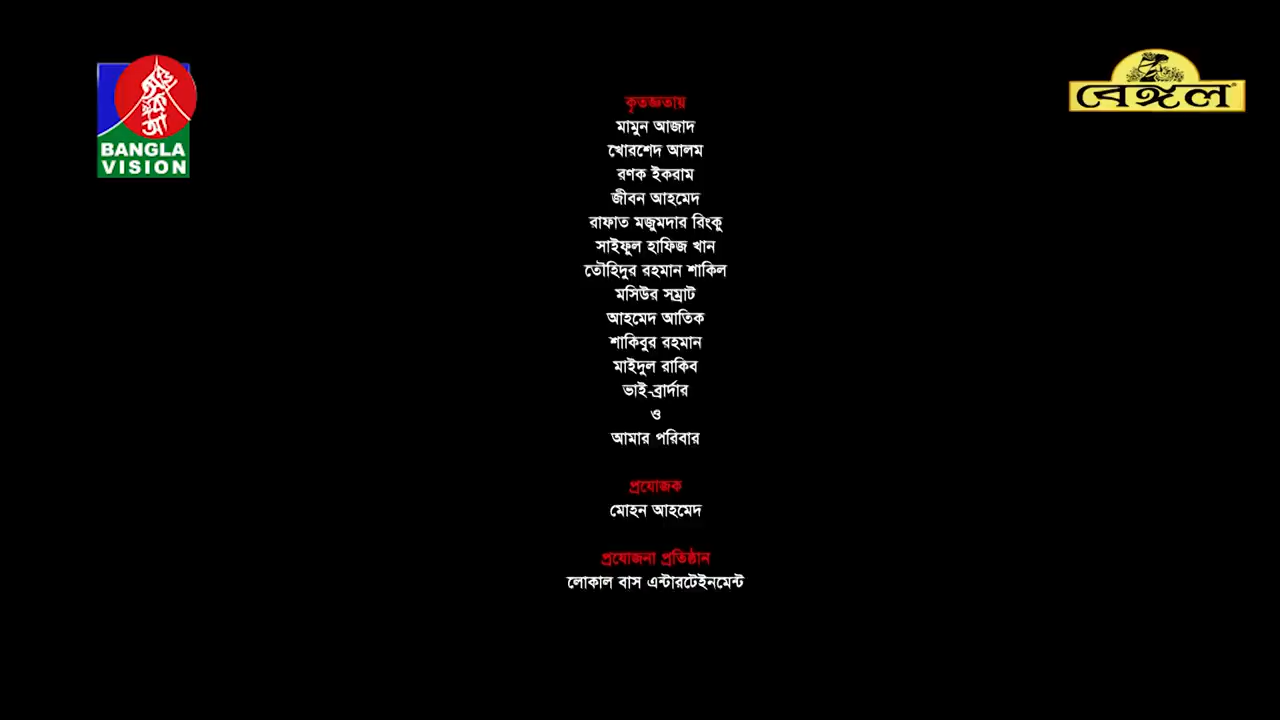 BANGLA
VISION
বেঙ্গল
কৃতজ্ঞতায়
মামুন আজাদ
খোরশেদ আলম
রণক ইকরাম
জীবন আহমেদ
রাফাত মজুমদার রিংকু
সাইফুল হাফিজ খান
তৌহিদুর রহমান শাকিল
মসিউর সম্রাট
আহমেদ আতিক
শাকিবুর রহমান
মাইদুল রাকিব
ভাই-ব্রার্দার
ও
আমার পরিবার
প্রযোজক
মোহন আহমেদ
প্রযোজনা প্রতিষ্ঠান
লোকাল বাস এন্টারটেইনমেন্ট